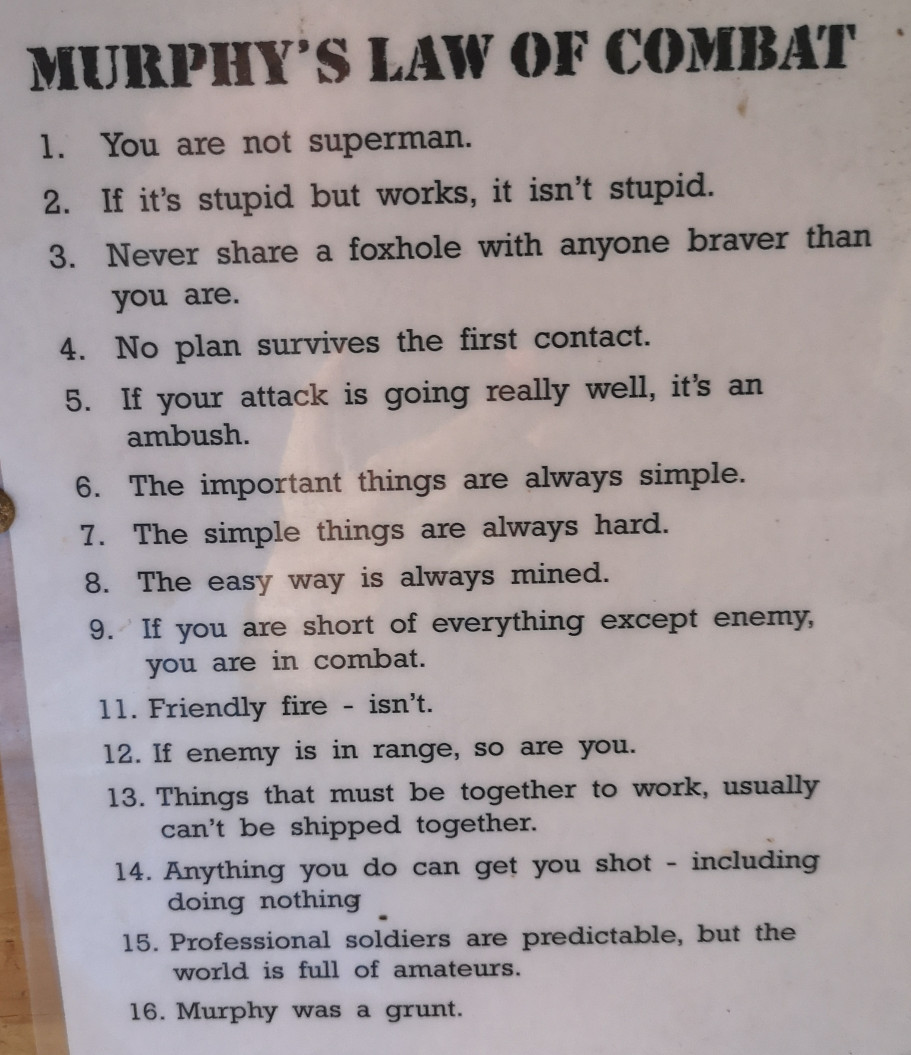 MURPHY'S LAW OF COMBAT
1. You are not superman.
2. If it's stupid but works, it isn't stupid.
3. Never share a foxhole with anyone braver than
you are.
4. No plan survives the first contact.
5. If your attack is going really well, it's an
ambush.
6. The important things are always simple.
7. The simple things are always hard.
8. The easy way is always mined.
9. If you are short of everything except enemy,
you are in combat.
11. Friendly fire - isn't.
12. If enemy is in range, so are you.
13. Things that must be together to work, usually
can't be shipped together.
14. Anything you do can get you shot - including
doing nothing
15. Professional soldiers are predictable, but the
world is full of amateurs.
16. Murphy was a grunt.